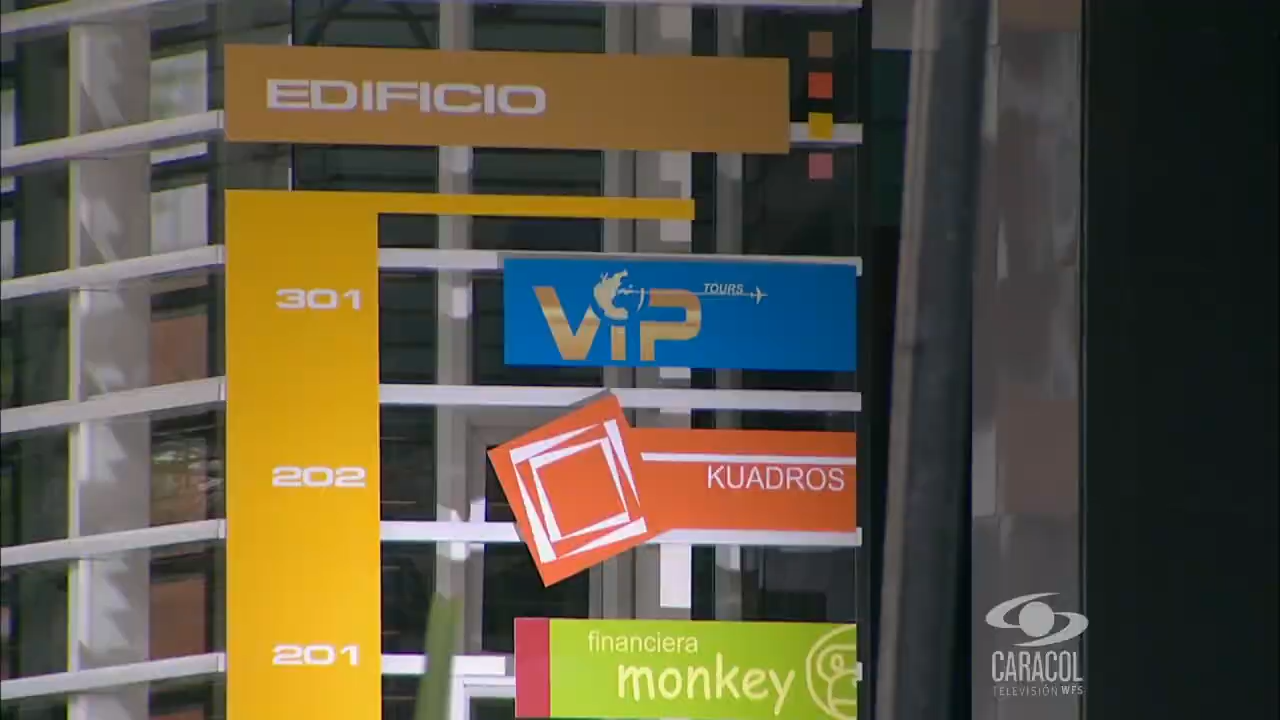 EDIFICIO
301
VIP TOURS
202
KUADROS
201
financiera
monkey
CARACOL
TELEVISIÓN WFS